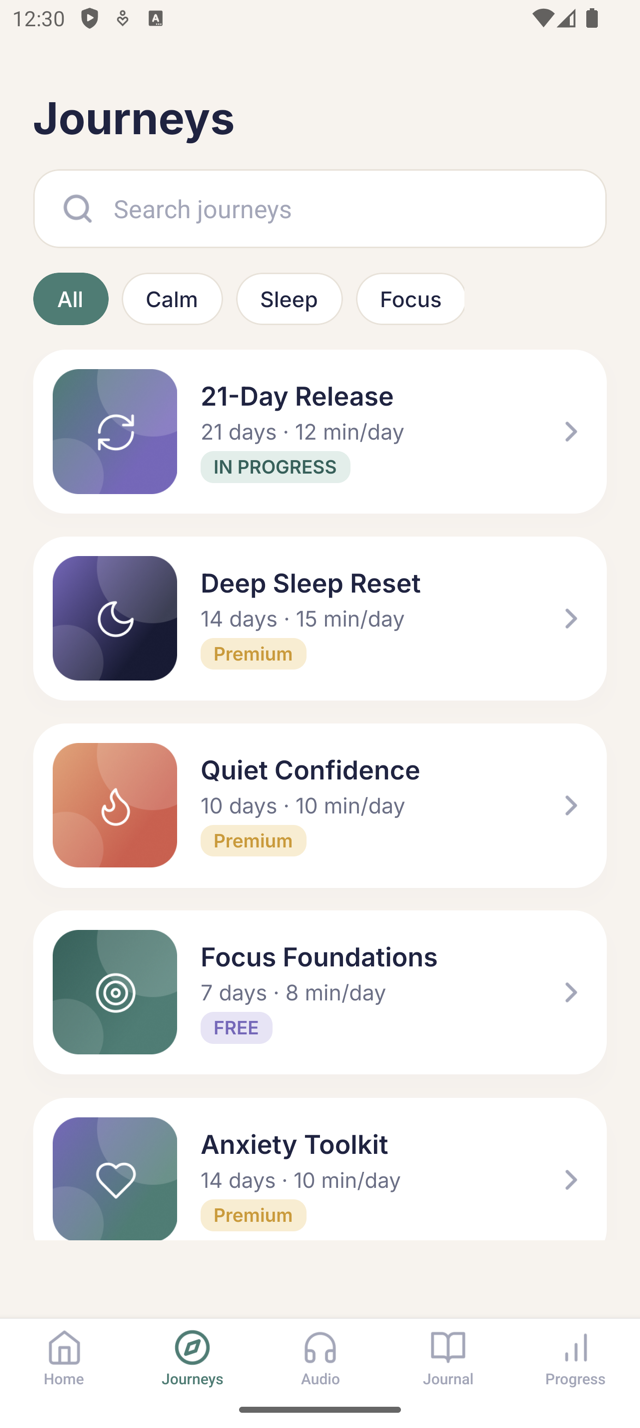 12:30
Journeys
Search journeys
All Calm Sleep Focus
21-Day Release
21 days · 12 min/day
IN PROGRESS
Deep Sleep Reset
14 days · 15 min/day
Premium
Quiet Confidence
10 days · 10 min/day
Premium
Focus Foundations
7 days · 8 min/day
FREE
Anxiety Toolkit
14 days · 10 min/day
Premium
Home Journeys Audio Journal Progress